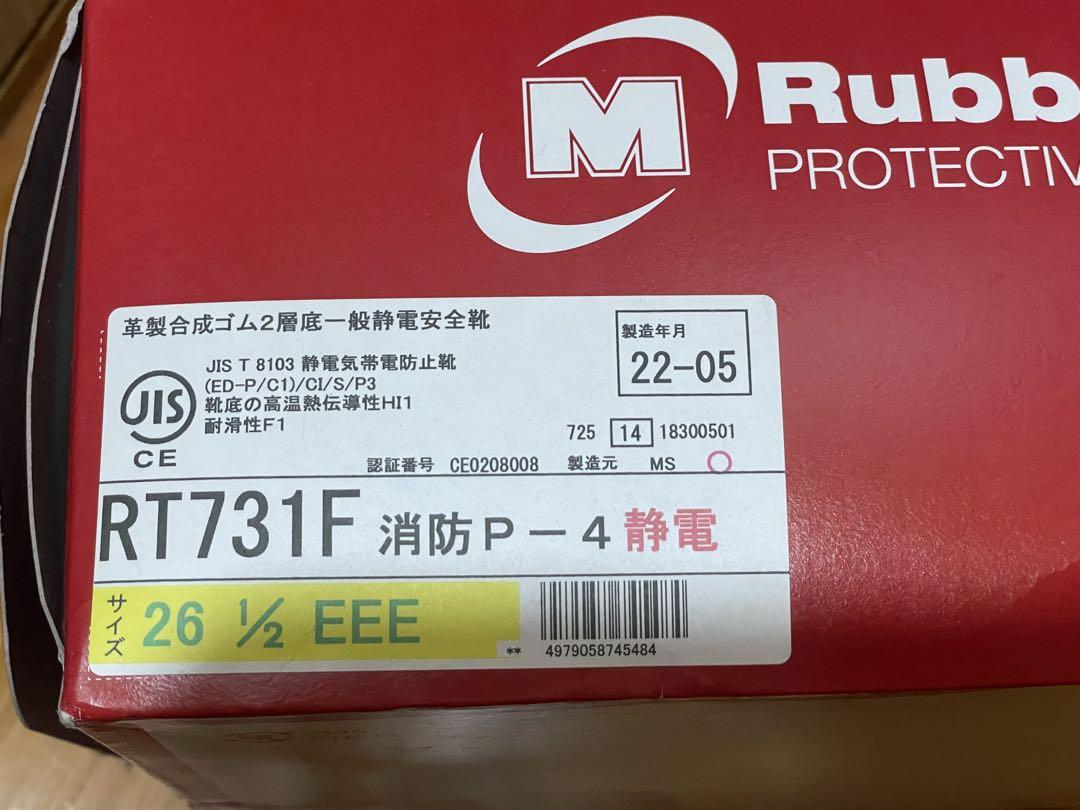 M
Rubb
PROTECTIV
革製合成ゴム2層底一般静電安全靴
製造年月
22-05
JIS T 8103 静電気帯電防止靴
(ED-P/C1)/CI/S/P3
靴底の高温熱伝導性HI1
耐滑性F1
JIS
CE
725 14 18300501
認証番号 CE0208008 製造元 MS ○
RT731F 消防P-4 静電
サイズ 26 ½ EEE
** 4979058745484